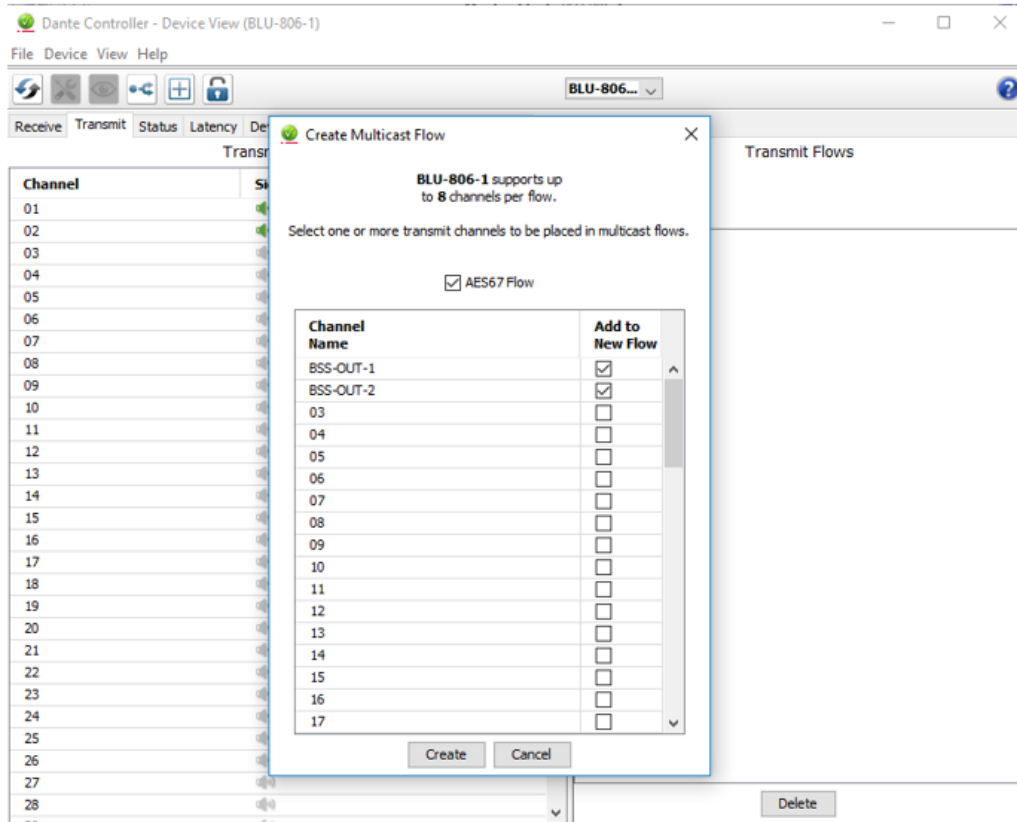 Dante Controller - Device View (BLU-806-1)
File Device View Help
BLU-806...
Receive Transmit Status Latency De
Create Multicast Flow
Transmit Flows
Channel
01
02
03
04
05
06
07
08
09
10
11
12
13
14
15
16
17
18
19
20
21
22
23
24
25
26
27
28
BLU-806-1 supports up
to 8 channels per flow.
Select one or more transmit channels to be placed in multicast flows.
AES67 Flow
Channel Name Add to New Flow
BSS-OUT-1
BSS-OUT-2
03
04
05
06
07
08
09
10
11
12
13
14
15
16
17
Create Cancel
Delete